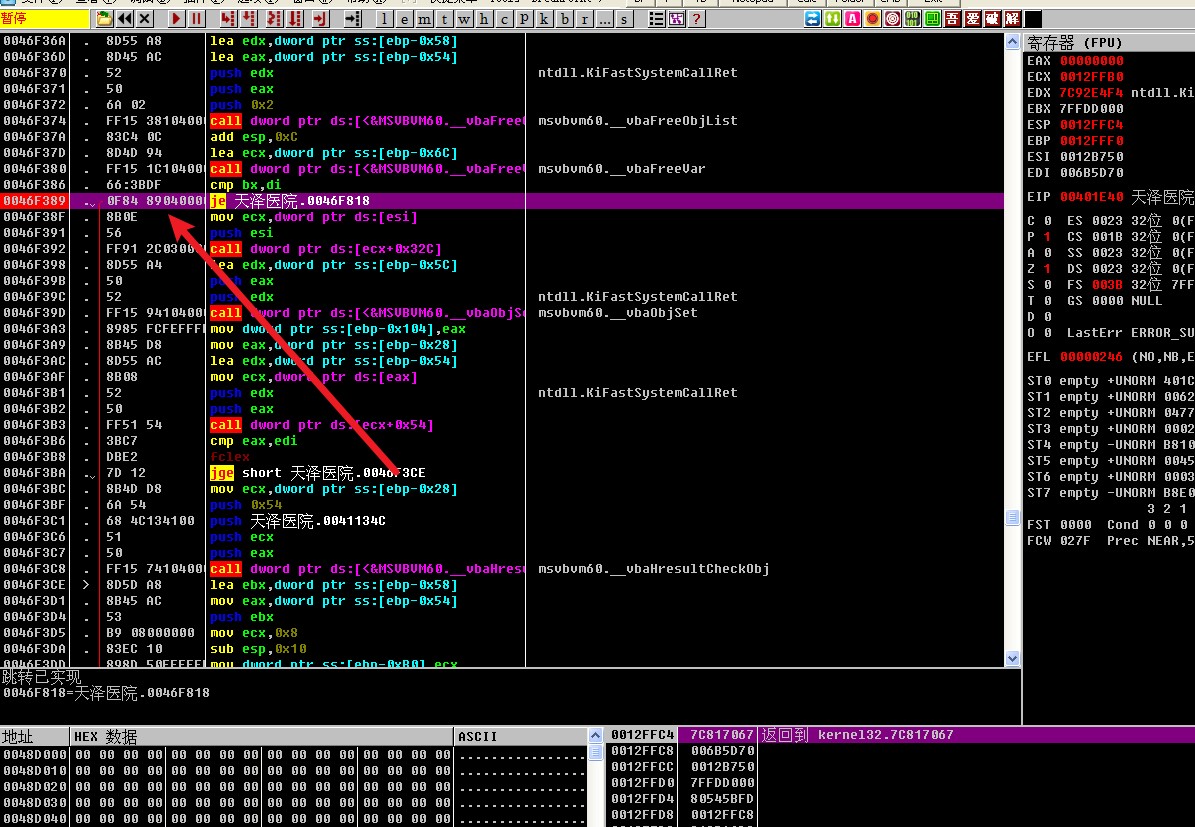 暂停
l e m t w h c p k b r ... s
? 吾 爱 破 解
0046F36A . 8D55 A8 lea edx,dword ptr ss:[ebp-0x58]
0046F36D . 8D45 AC lea eax,dword ptr ss:[ebp-0x54]
0046F370 . 52 push edx ntdll.KiFastSystemCallRet
0046F371 . 50 push eax
0046F372 . 6A 02 push 0x2
0046F374 . FF15 38104000 call dword ptr ds:[<&MSVBVM60.__vbaFreeO msvbvm60.__vbaFreeObjList
0046F37A . 83C4 0C add esp,0xC
0046F37D . 8D4D 94 lea ecx,dword ptr ss:[ebp-0x6C]
0046F380 . FF15 1C104000 call dword ptr ds:[<&MSVBVM60.__vbaFree msvbvm60.__vbaFreeVar
0046F386 . 66:3BDF cmp bx,di
0046F389 . 0F84 89040000 je 天泽医院.0046F818
0046F38F . 8B0E mov ecx,dword ptr ds:[esi]
0046F391 . 56 push esi
0046F392 . FF91 2C0300 call dword ptr ds:[ecx+0x32C]
0046F398 . 8D55 A4 lea edx,dword ptr ss:[ebp-0x5C]
0046F39B . 50 push eax
0046F39C . 52 push edx ntdll.KiFastSystemCallRet
0046F39D . FF15 94104000 call dword ptr ds:[<&MSVBVM60.__vbaObjSe msvbvm60.__vbaObjSet
0046F3A3 . 8985 FCFEFFFF mov dword ptr ss:[ebp-0x104],eax
0046F3A9 . 8B45 D8 mov eax,dword ptr ss:[ebp-0x28]
0046F3AC . 8D55 AC lea edx,dword ptr ss:[ebp-0x54]
0046F3AF . 8B08 mov ecx,dword ptr ds:[eax]
0046F3B1 . 52 push edx ntdll.KiFastSystemCallRet
0046F3B2 . 50 push eax
0046F3B3 . FF51 54 call dword ptr ds:[ecx+0x54]
0046F3B6 . 3BC7 cmp eax,edi
0046F3B8 . DBE2 fclex
0046F3BA . 7D 12 jge short 天泽医院.0046F3CE
0046F3BC . 8B4D D8 mov ecx,dword ptr ss:[ebp-0x28]
0046F3BF . 6A 54 push 0x54
0046F3C1 . 68 4C134100 push 天泽医院.0041134C
0046F3C6 . 51 push ecx
0046F3C7 . 50 push eax
0046F3C8 . FF15 74104000 call dword ptr ds:[<&MSVBVM60.__vbaHresu msvbvm60.__vbaHresultCheckObj
0046F3CE > 8D5D A8 lea ebx,dword ptr ss:[ebp-0x58]
0046F3D1 . 8B45 AC mov eax,dword ptr ss:[ebp-0x54]
0046F3D4 . 53 push ebx
0046F3D5 . B9 08000000 mov ecx,0x8
0046F3DA . 83EC 10 sub esp,0x10
0046F3DD . 898D 50FFFFFF mov dword ptr ss:[ebp-0xB0],ecx
跳转已实现
0046F818=天泽医院.0046F818
寄存器 (FPU)
EAX 00000000
ECX 0012FFB0
EDX 7C92E4F4 ntdll.Ki
EBX 7FFDD000
ESP 0012FFC4
EBP 0012FFF0
ESI 0012B750
EDI 006B5D70
EIP 00401E40 天泽医院
C 0 ES 0023 32位 0(F
P 1 CS 001B 32位 0(F
A 0 SS 0023 32位 0(F
Z 1 DS 0023 32位 0(F
S 0 FS 003B 32位 7FF
T 0 GS 0000 NULL
D 0
O 0 LastErr ERROR_SU
EFL 00000246 (NO,NB,E
ST0 empty +UNORM 401C
ST1 empty +UNORM 0062
ST2 empty +UNORM 0477
ST3 empty +UNORM 0002
ST4 empty -UNORM B810
ST5 empty +UNORM 0045
ST6 empty +UNORM 0003
ST7 empty -UNORM B8E0
3 2 1
FST 0000 Cond 0 0 0
FCW 027F Prec NEAR,5
地址 HEX 数据 ASCII
0048D000 00 00 00 00 00 00 00 00 00 00 00 00 00 00 00 00 ................
0048D010 00 00 00 00 00 00 00 00 00 00 00 00 00 00 00 00 ................
0048D020 00 00 00 00 00 00 00 00 00 00 00 00 00 00 00 00 ................
0048D030 00 00 00 00 00 00 00 00 00 00 00 00 00 00 00 00 ................
0048D040 00 00 00 00 00 00 00 00 00 00 00 00 00 00 00 00 ................
0012FFC4 7C817067 返回到 kernel32.7C817067
0012FFC8 006B5D70
0012FFCC 0012B750
0012FFD0 7FFDD000
0012FFD4 80545BFD
0012FFD8 0012FFC8